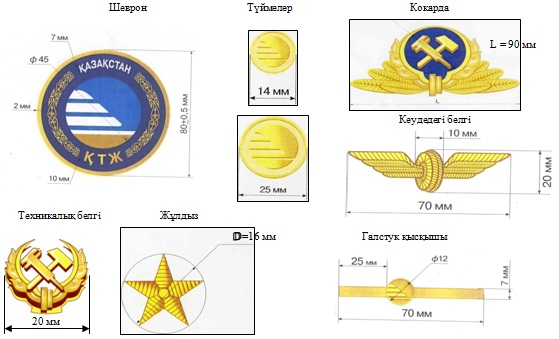 Шеврон
Түймелер
Кокарда
7 мм
ф 45
ҚАЗАҚСТАН
2 мм
80±0,5 мм
ҚТЖ
10 мм
14 мм
25 мм
L = 90 мм
L
Кеудедегі белгі
10 мм
20 мм
70 мм
Техникалық белгі
20 мм
Жұлдыз
D=16 мм
Галстук қысқышы
25 мм
ф12
7 мм
70 мм